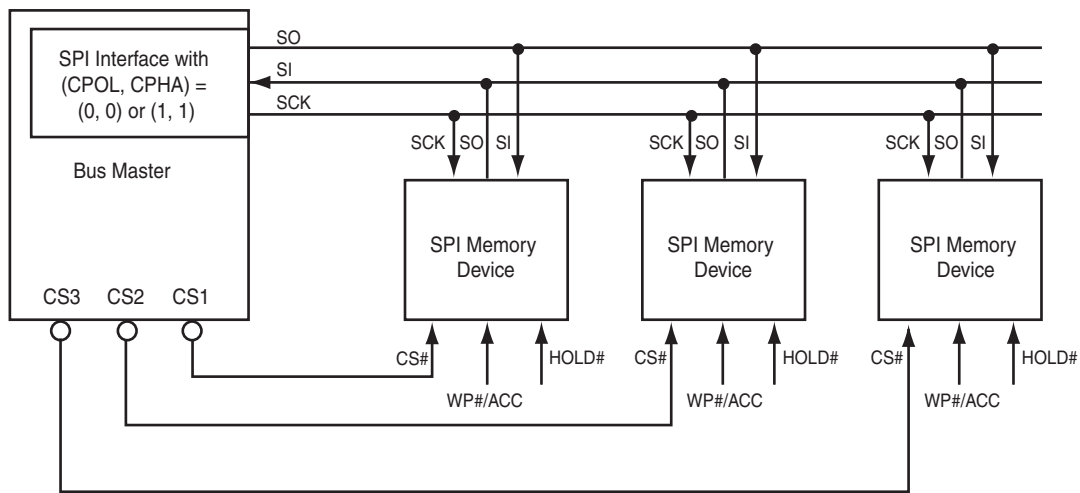 SPI Interface with
(CPOL, CPHA) =
(0, 0) or (1, 1)
Bus Master
SO
SI
SCK
CS3 CS2 CS1
SCK SO SI
SPI Memory
Device
CS#
WP#/ACC
HOLD#
SCK SO SI
SPI Memory
Device
CS#
WP#/ACC
HOLD#
SCK SO SI
SPI Memory
Device
CS#
WP#/ACC
HOLD#